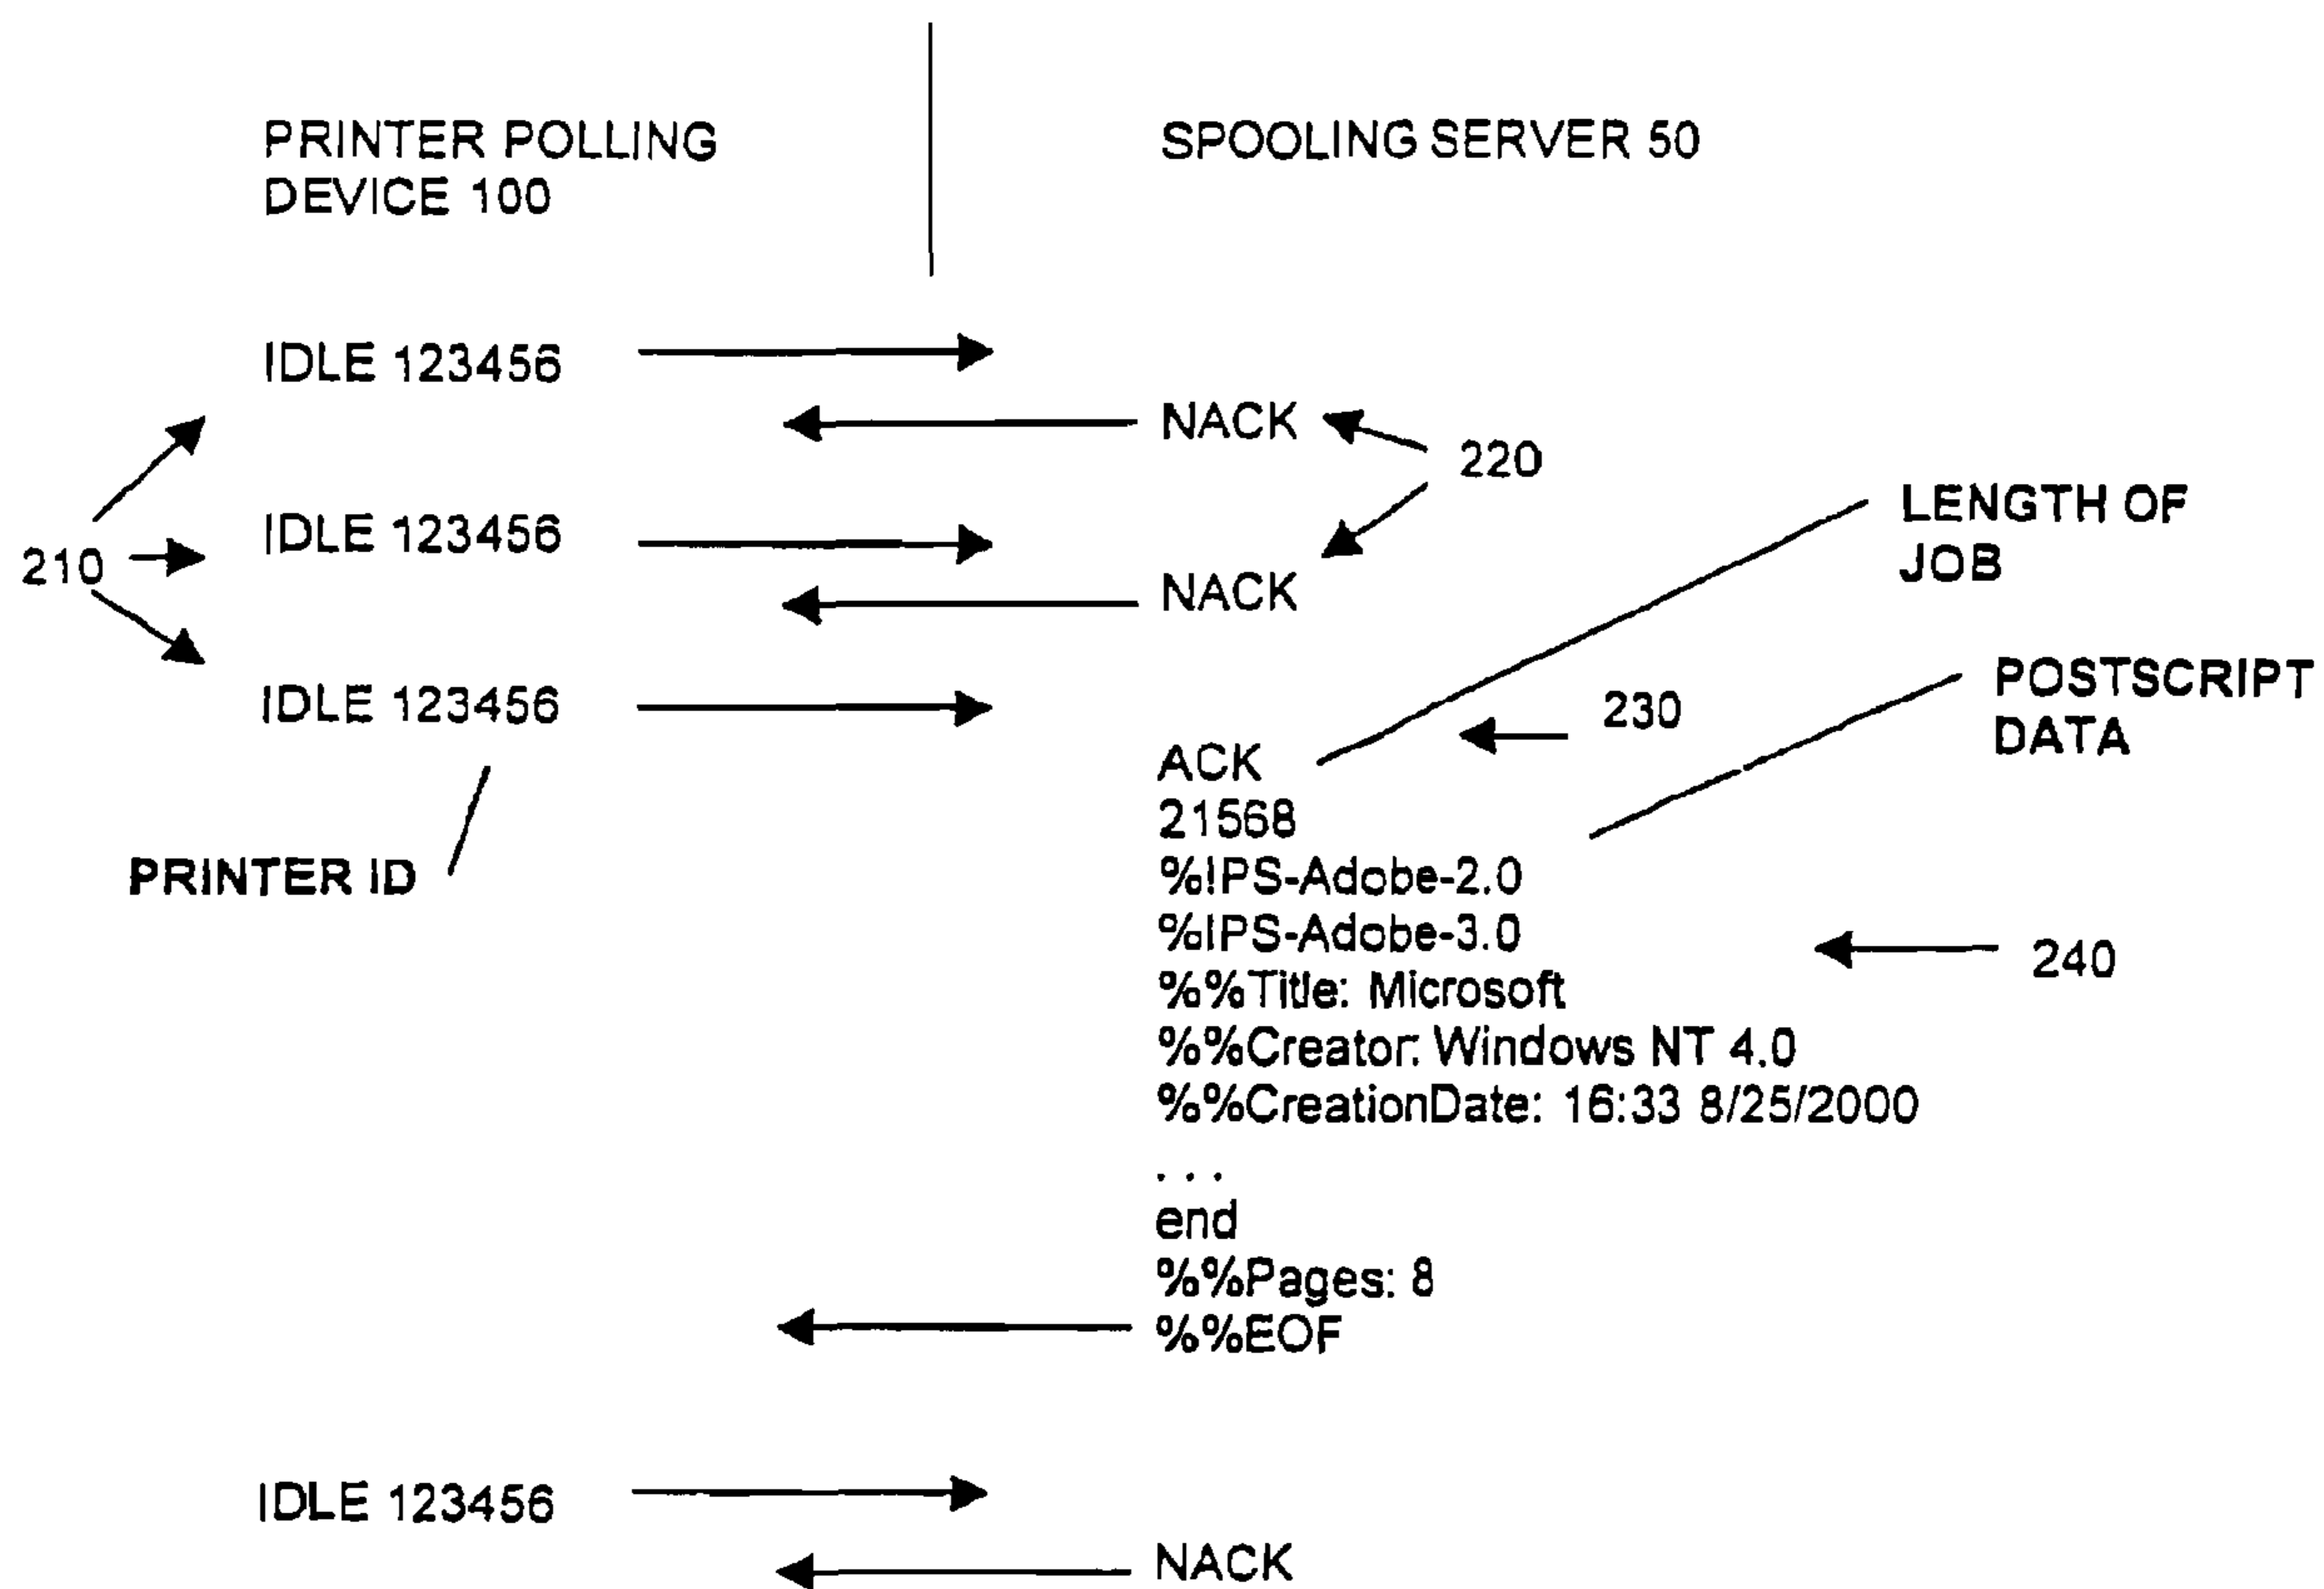 PRINTER POLLING
DEVICE 100
SPOOLING SERVER 50
IDLE 123456
NACK
220
LENGTH OF
JOB
IDLE 123456
210
NACK
POSTSCRIPT
DATA
IDLE 123456
230
ACK
21568
PRINTER ID
%!PS-Adobe-2.0
%!PS-Adobe-3.0
240
%%Title: Microsoft
%%Creator: Windows NT 4.0
%%CreationDate: 16:33 8/25/2000
. . .
end
%%Pages: 8
%%EOF
IDLE 123456
NACK